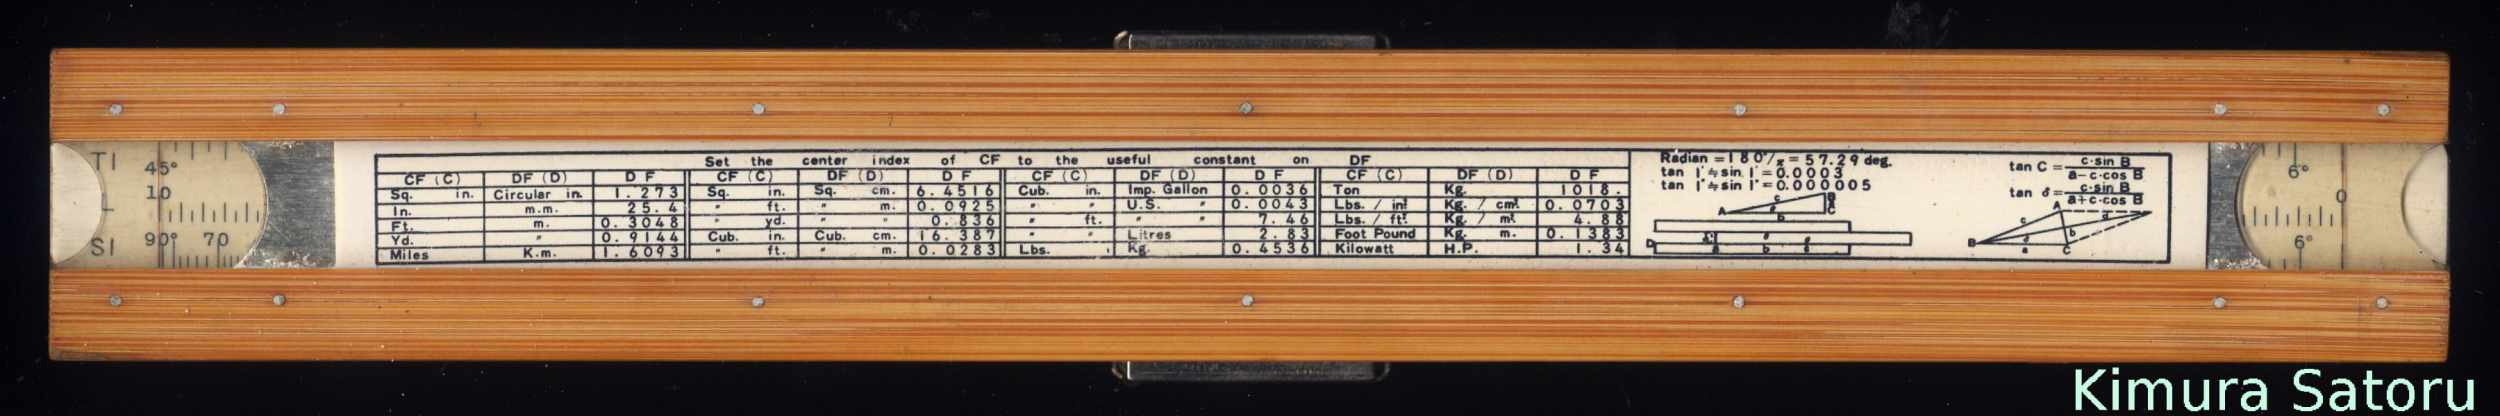 Set the center index of CF to the useful constant on DF
CF (C) DF (D) D F CF (C) DF (D) D F CF (C) DF (D) D F CF (C) DF (D) D F
Sq. in. Circular in. 1.273 Sq. in. Sq. cm. 6.4516 Cub. in. Imp. Gallon 0.0036 Ton Kg. 1018.
In. m.m. 25.4 " ft. " m. 0.0925 " " U.S. " 0.0043 Lbs. / in². Kg. / cm². 0.0703
Ft. m. 0.3048 " yd. " " 0.836 " ft. " " 7.46 Lbs. / ft². Kg. / m². 4.88
Yd. " 0.9144 Cub. in. Cub. cm. 16.387 " " Litres 2.83 Foot Pound Kg. m. 0.1383
Miles K.m. 1.6093 " ft. " m. 0.0283 Lbs. Kg. 0.4536 Kilowatt H.P. 1.34
Radian = 180°/π = 57.29 deg.
tan 1' ≒ sin 1' = 0.0003
tan 1" ≒ sin 1" = 0.000005
A c B
b C
D a b
tan C = c·sin B / a-c·cos B
tan δ = c·sin B / a+c·cos B
A d
c b
B a C
TI 45°
10
SI 90° 70
6°
0
6°
Kimura Satoru